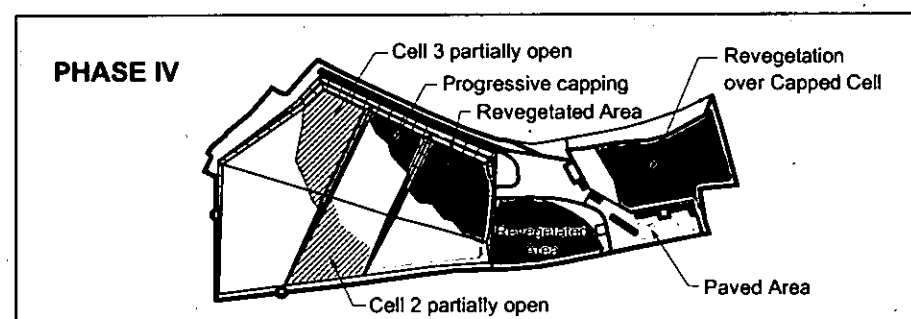 PHASE IV
Cell 3 partially open
Progressive capping
Revegetated Area
Revegetation
over Capped Cell
Revegetated
Area
Paved Area
Cell 2 partially open